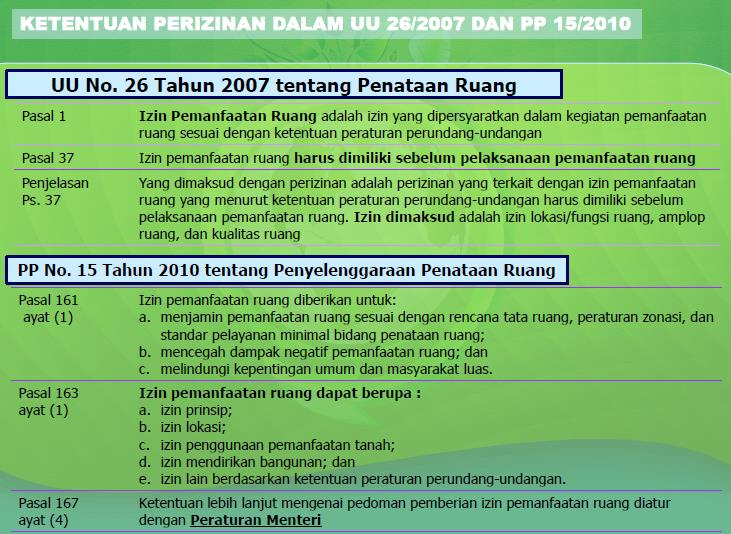 KETENTUAN PERIZINAN DALAM UU 26/2007 DAN PP 15/2010
UU No. 26 Tahun 2007 tentang Penataan Ruang
Pasal 1
Izin Pemanfaatan Ruang adalah izin yang dipersyaratkan dalam kegiatan pemanfaatan
ruang sesuai dengan ketentuan peraturan perundang-undangan
Pasal 37
Izin pemanfaatan ruang harus dimiliki sebelum pelaksanaan pemanfaatan ruang
Penjelasan
Ps. 37
Yang dimaksud dengan perizinan adalah perizinan yang terkait dengan izin pemanfaatan
ruang yang menurut ketentuan peraturan perundang-undangan harus dimiliki sebelum
pelaksanaan pemanfaatan ruang. Izin dimaksud adalah izin lokasi/fungsi ruang, amplop
ruang, dan kualitas ruang
PP No. 15 Tahun 2010 tentang Penyelenggaraan Penataan Ruang
Pasal 161
ayat (1)
Izin pemanfaatan ruang diberikan untuk:
a. menjamin pemanfaatan ruang sesuai dengan rencana tata ruang, peraturan zonasi, dan
standar pelayanan minimal bidang penataan ruang;
b. mencegah dampak negatif pemanfaatan ruang; dan
c. melindungi kepentingan umum dan masyarakat luas.
Pasal 163
ayat (1)
Izin pemanfaatan ruang dapat berupa :
a. izin prinsip;
b. izin lokasi;
c. izin penggunaan pemanfaatan tanah;
d. izin mendirikan bangunan; dan
e. izin lain berdasarkan ketentuan peraturan perundang-undangan.
Pasal 167
ayat (4)
Ketentuan lebih lanjut mengenai pedoman pemberian izin pemanfaatan ruang diatur
dengan Peraturan Menteri